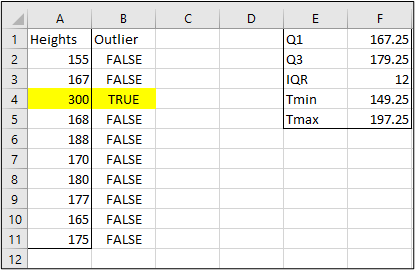 A B C D E F
1 Heights Outlier Q1 167.25
2 155 FALSE Q3 179.25
3 167 FALSE IQR 12
4 300 TRUE Tmin 149.25
5 168 FALSE Tmax 197.25
6 188 FALSE
7 170 FALSE
8 180 FALSE
9 177 FALSE
10 165 FALSE
11 175 FALSE
12